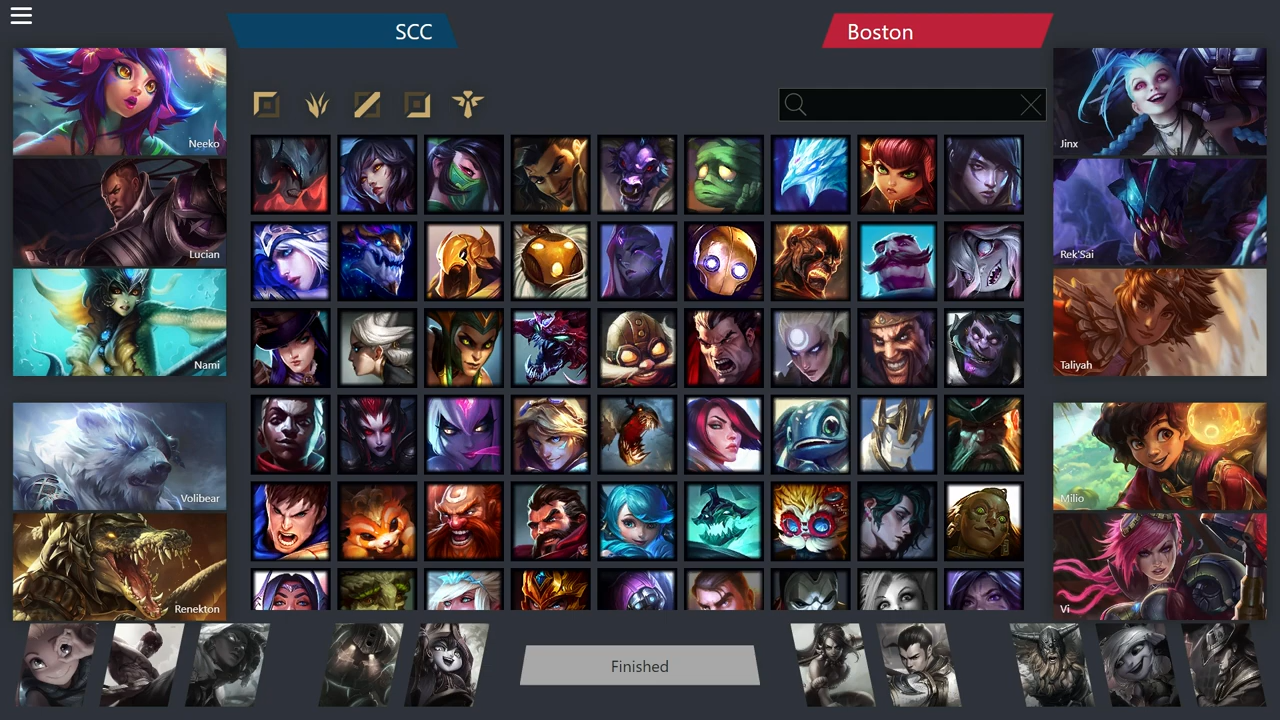 SCC
Boston
Neeko
Lucian
Nami
Volibear
Renekton
Jinx
Rek'Sai
Taliyah
Milio
Vi
Finished